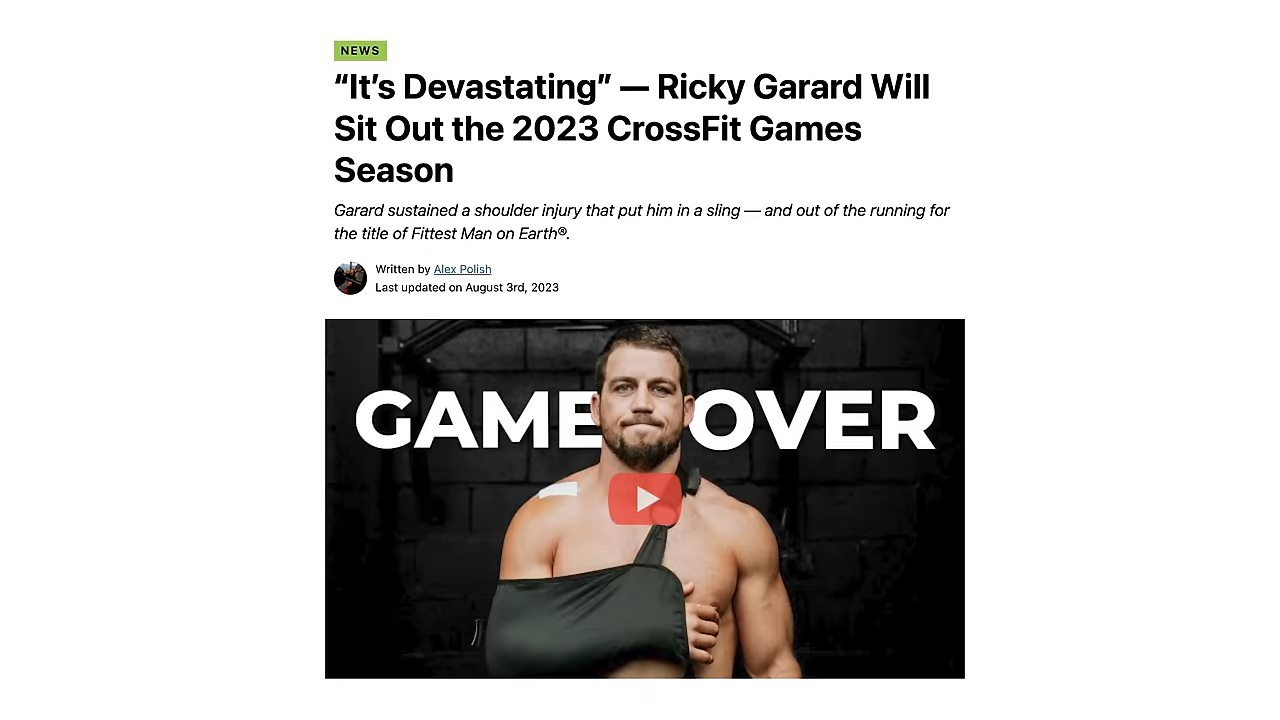 NEWS
“It’s Devastating” — Ricky Garard Will
Sit Out the 2023 CrossFit Games
Season
Garard sustained a shoulder injury that put him in a sling — and out of the running for
the title of Fittest Man on Earth®.
Written by Alex Polish
Last updated on August 3rd, 2023
GAME OVER